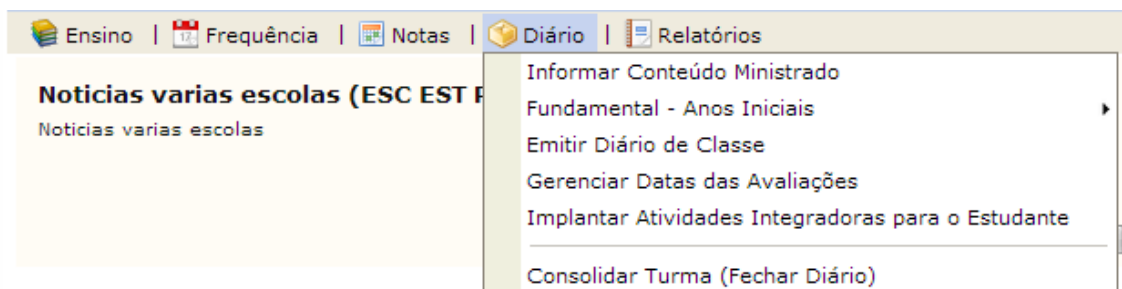 Ensino | Frequência | Notas | Diário | Relatórios
Noticias varias escolas (ESC EST
Noticias varias escolas
Informar Conteúdo Ministrado
Fundamental - Anos Iniciais
Emitir Diário de Classe
Gerenciar Datas das Avaliações
Implantar Atividades Integradoras para o Estudante
Consolidar Turma (Fechar Diário)